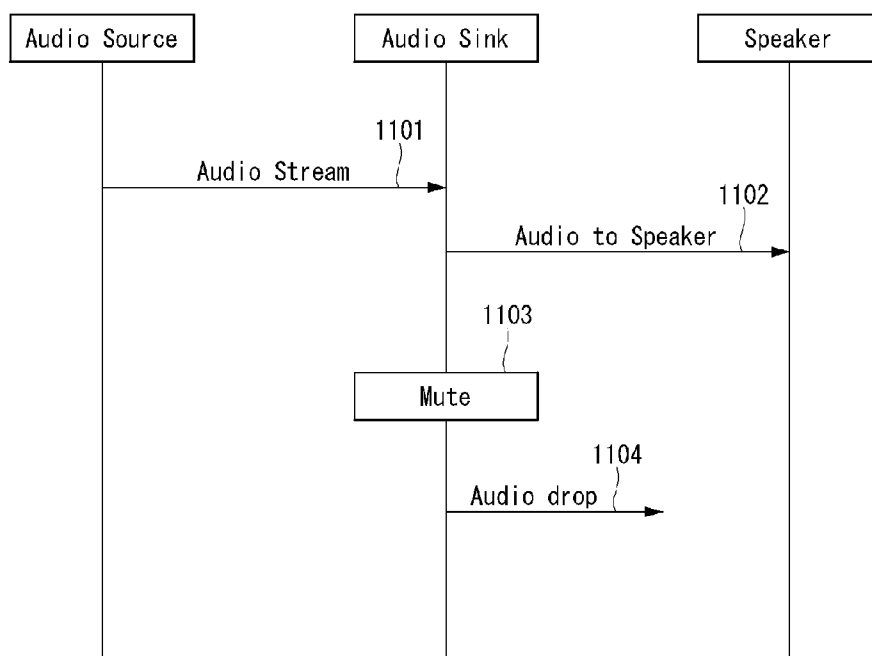 Audio Source
Audio Sink
Speaker
1101
Audio Stream
1102
Audio to Speaker
1103
Mute
1104
Audio drop